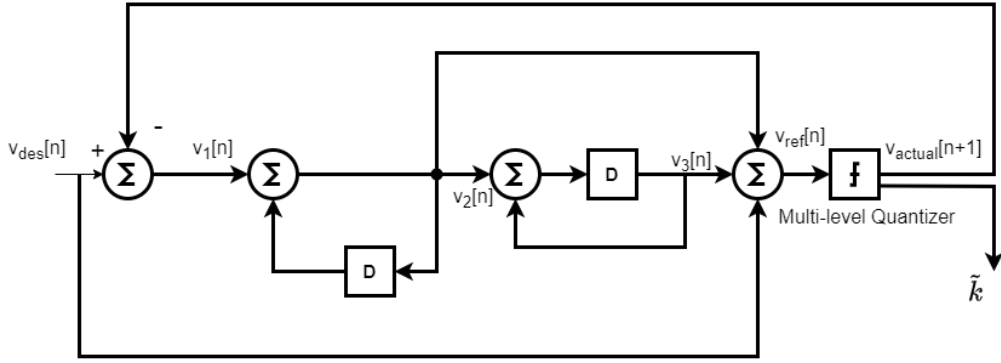 v_des[n]
+
-
Σ
v_1[n]
Σ
D
v_2[n]
Σ
D
v_3[n]
Σ
v_ref[n]
v_actual[n+1]
Multi-level Quantizer
k̃